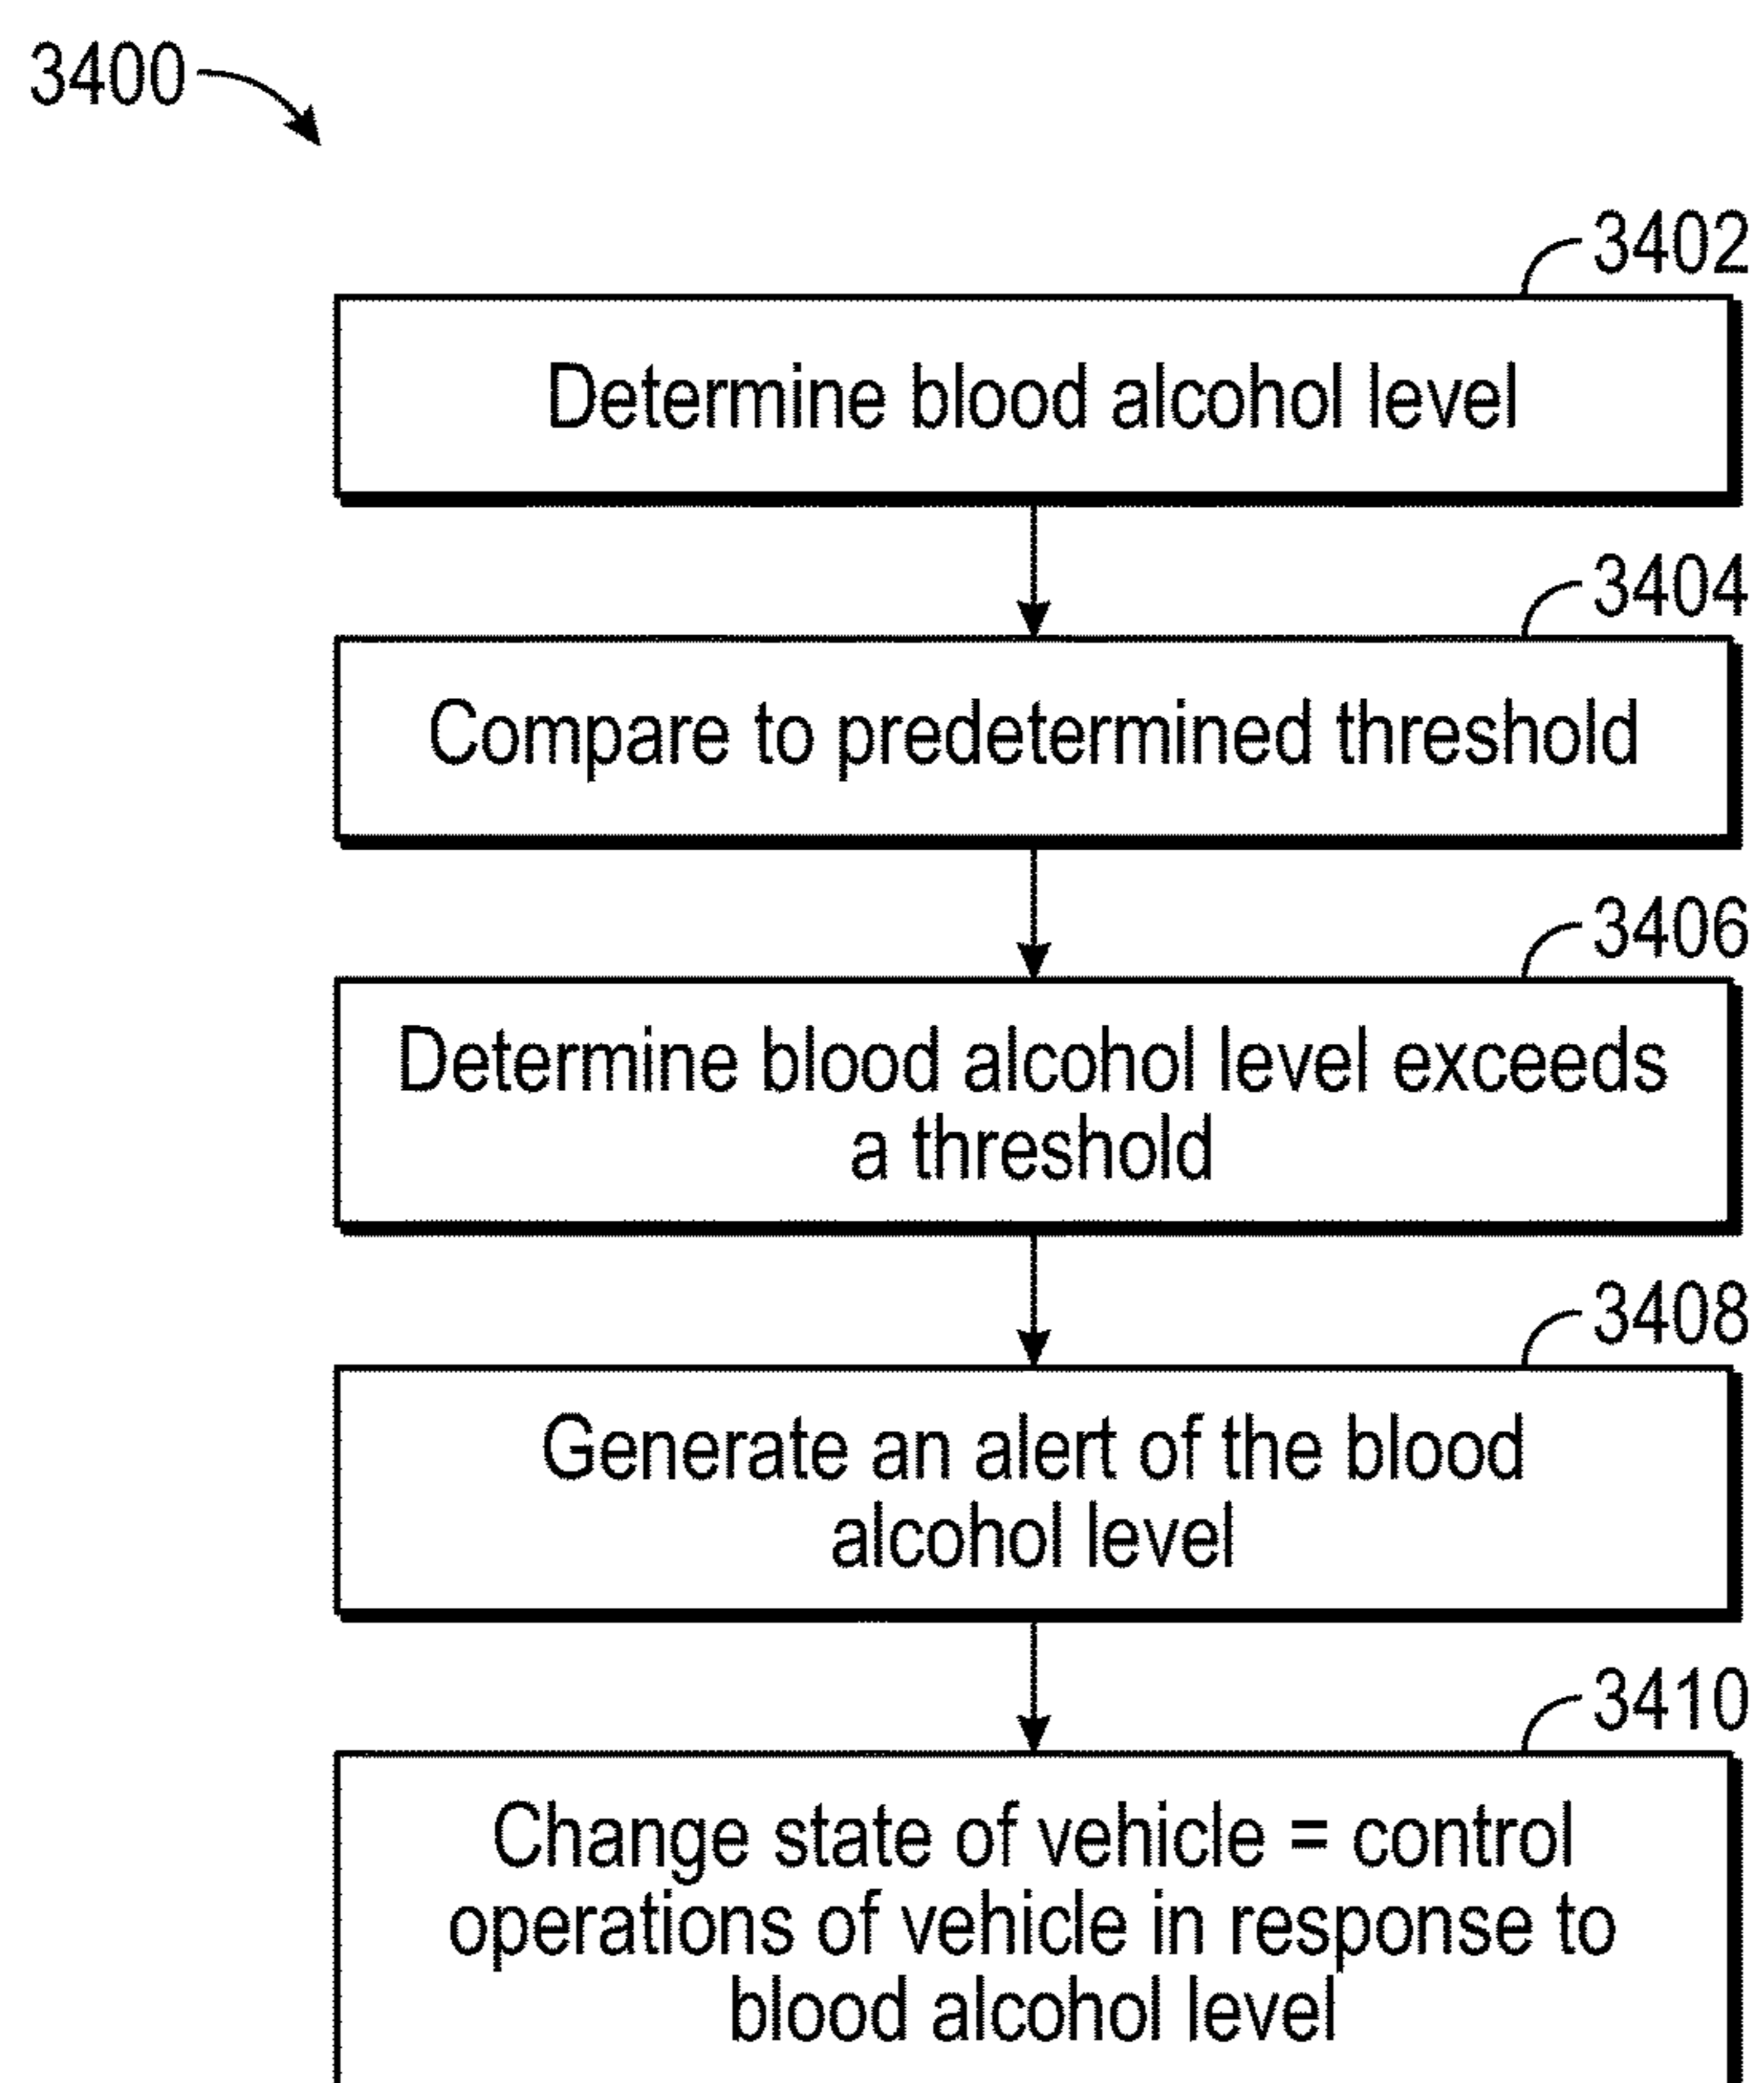 3400
3402
Determine blood alcohol level
3404
Compare to predetermined threshold
3406
Determine blood alcohol level exceeds
a threshold
3408
Generate an alert of the blood
alcohol level
3410
Change state of vehicle = control
operations of vehicle in response to
blood alcohol level